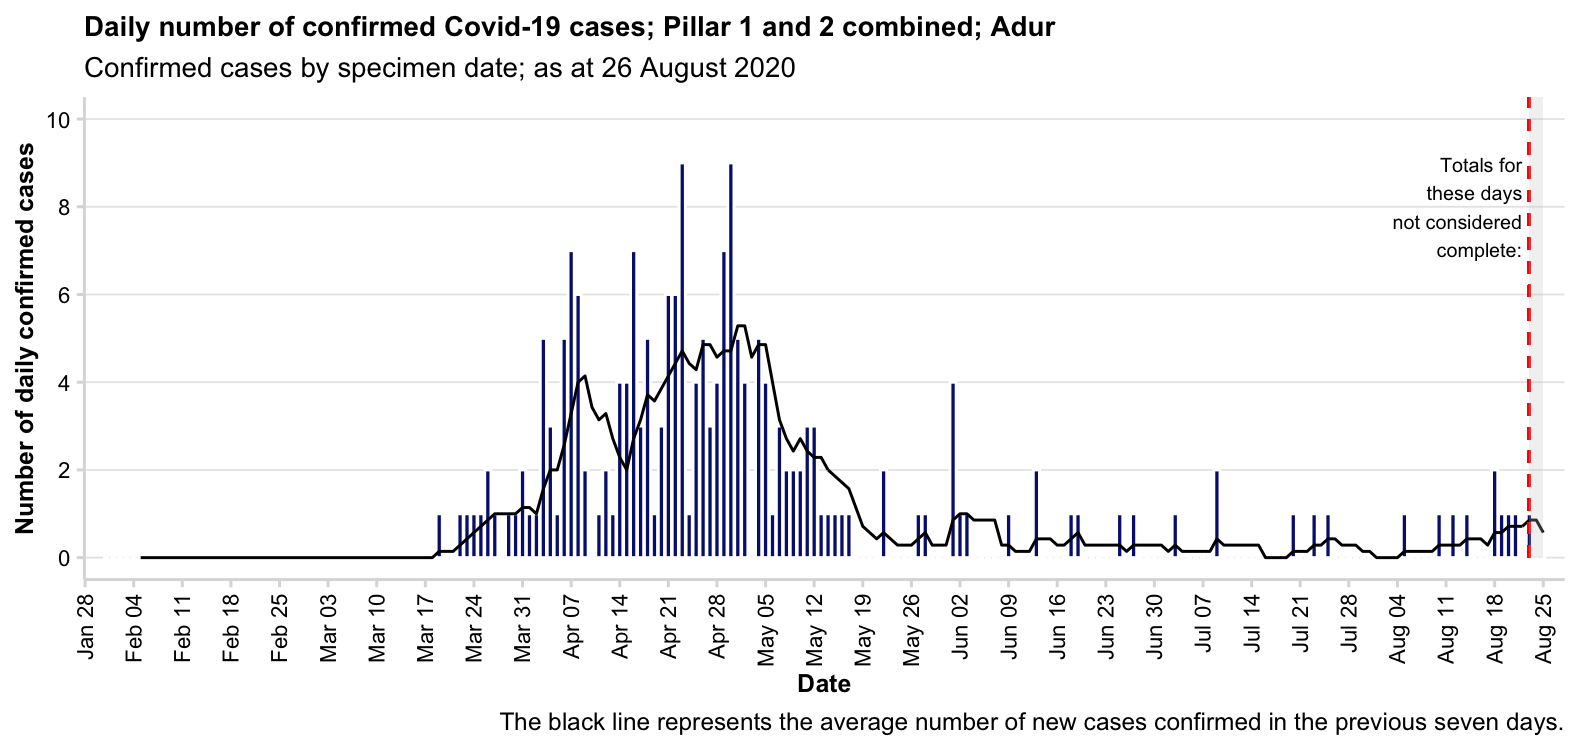 Daily number of confirmed Covid-19 cases; Pillar 1 and 2 combined; Adur
Confirmed cases by specimen date; as at 26 August 2020
Number of daily confirmed cases
10
8
6
4
2
0
Totals for
these days
not considered
complete:
Jan 28
Feb 04
Feb 11
Feb 18
Feb 25
Mar 03
Mar 10
Mar 17
Mar 24
Mar 31
Apr 07
Apr 14
Apr 21
Apr 28
May 05
May 12
May 19
May 26
Jun 02
Jun 09
Jun 16
Jun 23
Jun 30
Jul 07
Jul 14
Jul 21
Jul 28
Aug 04
Aug 11
Aug 18
Aug 25
Date
The black line represents the average number of new cases confirmed in the previous seven days.